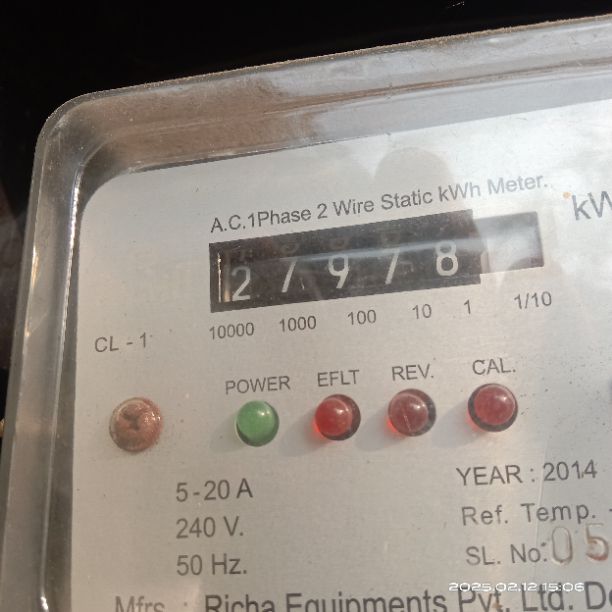 A.C.1Phase 2 Wire Static kWh Meter.
27978
10000 1000 100 10 1 1/10
CL - 1
POWER EFLT REV. CAL.
5-20 A
240 V.
50 Hz.
YEAR : 2014
Ref. Temp.
SL. No: 05
Mfrs. : Richa Equipments Pvt. Ltd.
2025.02.12 15:06